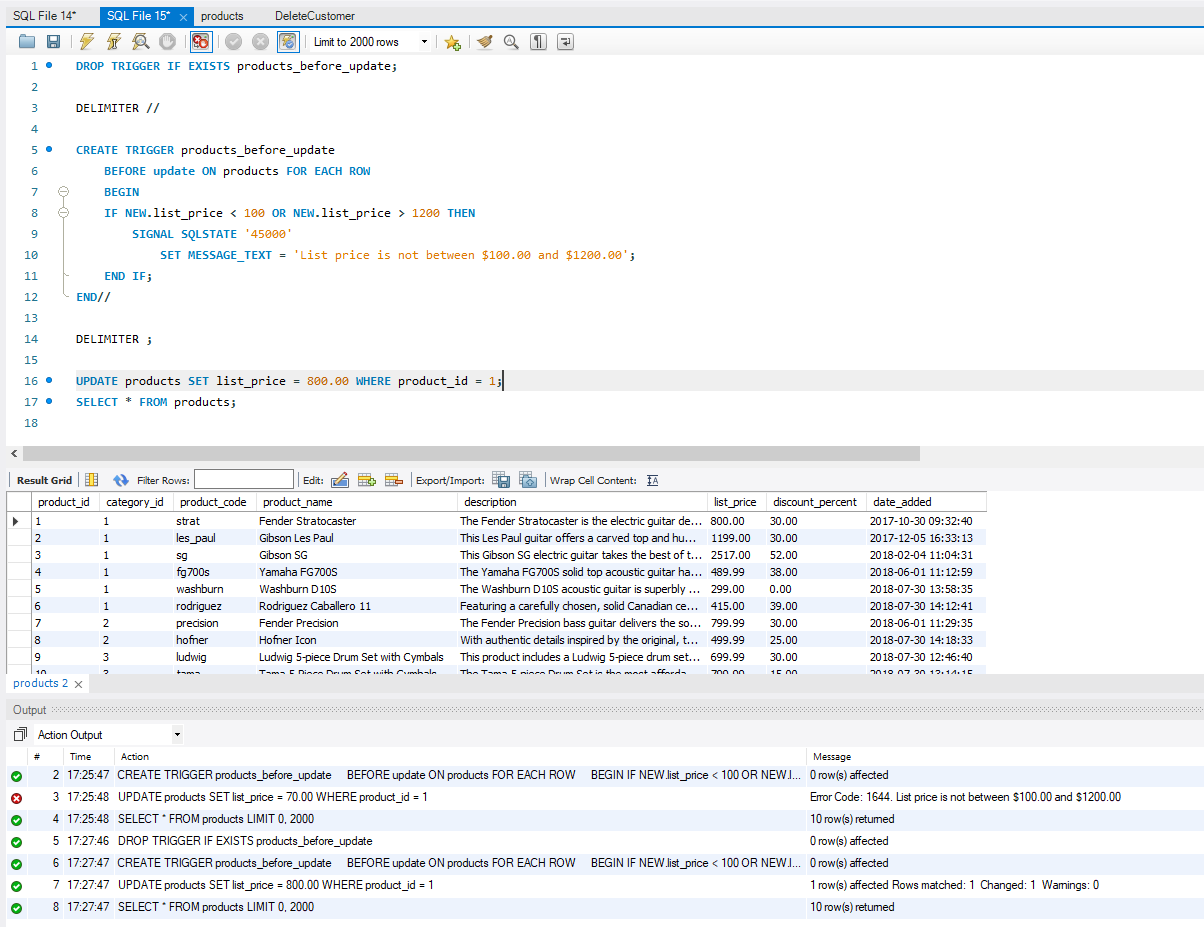 SQL File 14* SQL File 15* products DeleteCustomer
Limit to 2000 rows
1 DROP TRIGGER IF EXISTS products_before_update;
2
3 DELIMITER //
4
5 CREATE TRIGGER products_before_update
6 BEFORE update ON products FOR EACH ROW
7 BEGIN
8 IF NEW.list_price < 100 OR NEW.list_price > 1200 THEN
9 SIGNAL SQLSTATE '45000'
10 SET MESSAGE_TEXT = 'List price is not between $100.00 and $1200.00';
11 END IF;
12 END//
13
14 DELIMITER ;
15
16 UPDATE products SET list_price = 800.00 WHERE product_id = 1;
17 SELECT * FROM products;
18
Result Grid Filter Rows: Edit: Export/Import: Wrap Cell Content: IA
product_id category_id product_code product_name description list_price discount_percent date_added
1 1 strat Fender Stratocaster The Fender Stratocaster is the electric guitar de... 800.00 30.00 2017-10-30 09:32:40
2 1 les_paul Gibson Les Paul This Les Paul guitar offers a carved top and hu... 1199.00 30.00 2017-12-05 16:33:13
3 1 sg Gibson SG This Gibson SG electric guitar takes the best of t... 2517.00 52.00 2018-02-04 11:04:31
4 1 fg700s Yamaha FG700S The Yamaha FG700S solid top acoustic guitar ha... 489.99 38.00 2018-06-01 11:12:59
5 1 washburn Washburn D10S The Washburn D10S acoustic guitar is superbly ... 299.00 0.00 2018-07-30 13:58:35
6 1 rodriguez Rodriguez Caballero 11 Featuring a carefully chosen, solid Canadian ce... 415.00 39.00 2018-07-30 14:12:41
7 2 precision Fender Precision The Fender Precision bass guitar delivers the so... 799.99 30.00 2018-06-01 11:29:35
8 2 hofner Hofner Icon With authentic details inspired by the original, t... 499.99 25.00 2018-07-30 14:18:33
9 3 ludwig Ludwig 5-piece Drum Set with Cymbals This product includes a Ludwig 5-piece drum set... 699.99 30.00 2018-07-30 12:46:40
10 3 tama Tama 5-Piece Drum Set with Cymbals The Tama 5-piece Drum Set is the most afforda... 799.99 15.00 2018-07-30 13:14:15
products 2
Output
Action Output
# Time Action Message
2 17:25:47 CREATE TRIGGER products_before_update BEFORE update ON products FOR EACH ROW BEGIN IF NEW.list_price < 100 OR NEW.l... 0 row(s) affected
3 17:25:48 UPDATE products SET list_price = 70.00 WHERE product_id = 1 Error Code: 1644. List price is not between $100.00 and $1200.00
4 17:25:48 SELECT * FROM products LIMIT 0, 2000 10 row(s) returned
5 17:27:46 DROP TRIGGER IF EXISTS products_before_update 0 row(s) affected
6 17:27:47 CREATE TRIGGER products_before_update BEFORE update ON products FOR EACH ROW BEGIN IF NEW.list_price < 100 OR NEW.l... 0 row(s) affected
7 17:27:47 UPDATE products SET list_price = 800.00 WHERE product_id = 1 1 row(s) affected Rows matched: 1 Changed: 1 Warnings: 0
8 17:27:47 SELECT * FROM products LIMIT 0, 2000 10 row(s) returned